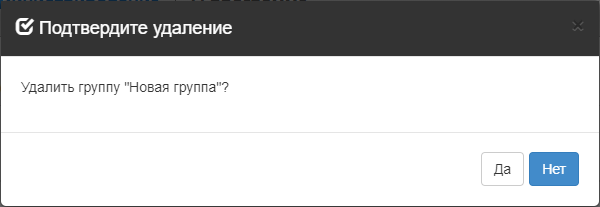 Подтвердите удаление
Удалить группу "Новая группа"?
Да Нет